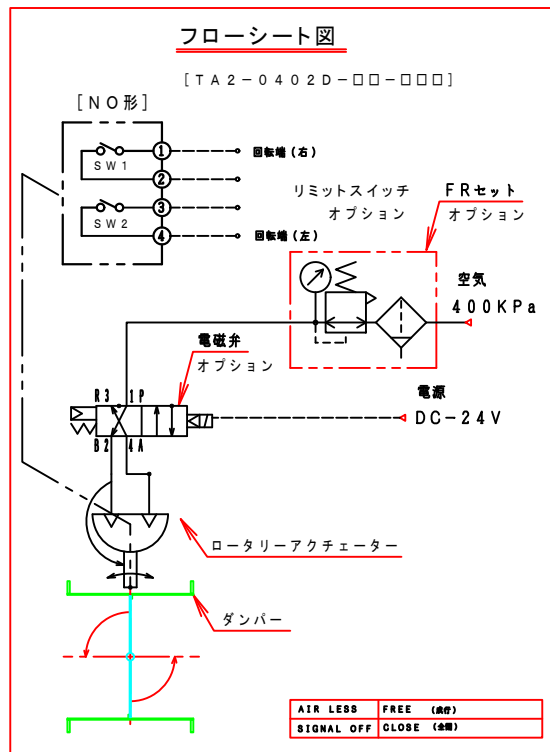 フローシート図
[TA2-0402D-□□-□□□]
[NO形]
SW1
SW2
1
2
3
4
回転端(右)
回転端(左)
リミットスイッチ
オプション
FRセット
オプション
空気
400KPa
電磁弁
オプション
R3 1P
B2 4A
電源
DC-24V
ロータリーアクチェーター
ダンパー
AIR LESS FREE
SIGNAL OFF CLOSE (全閉)